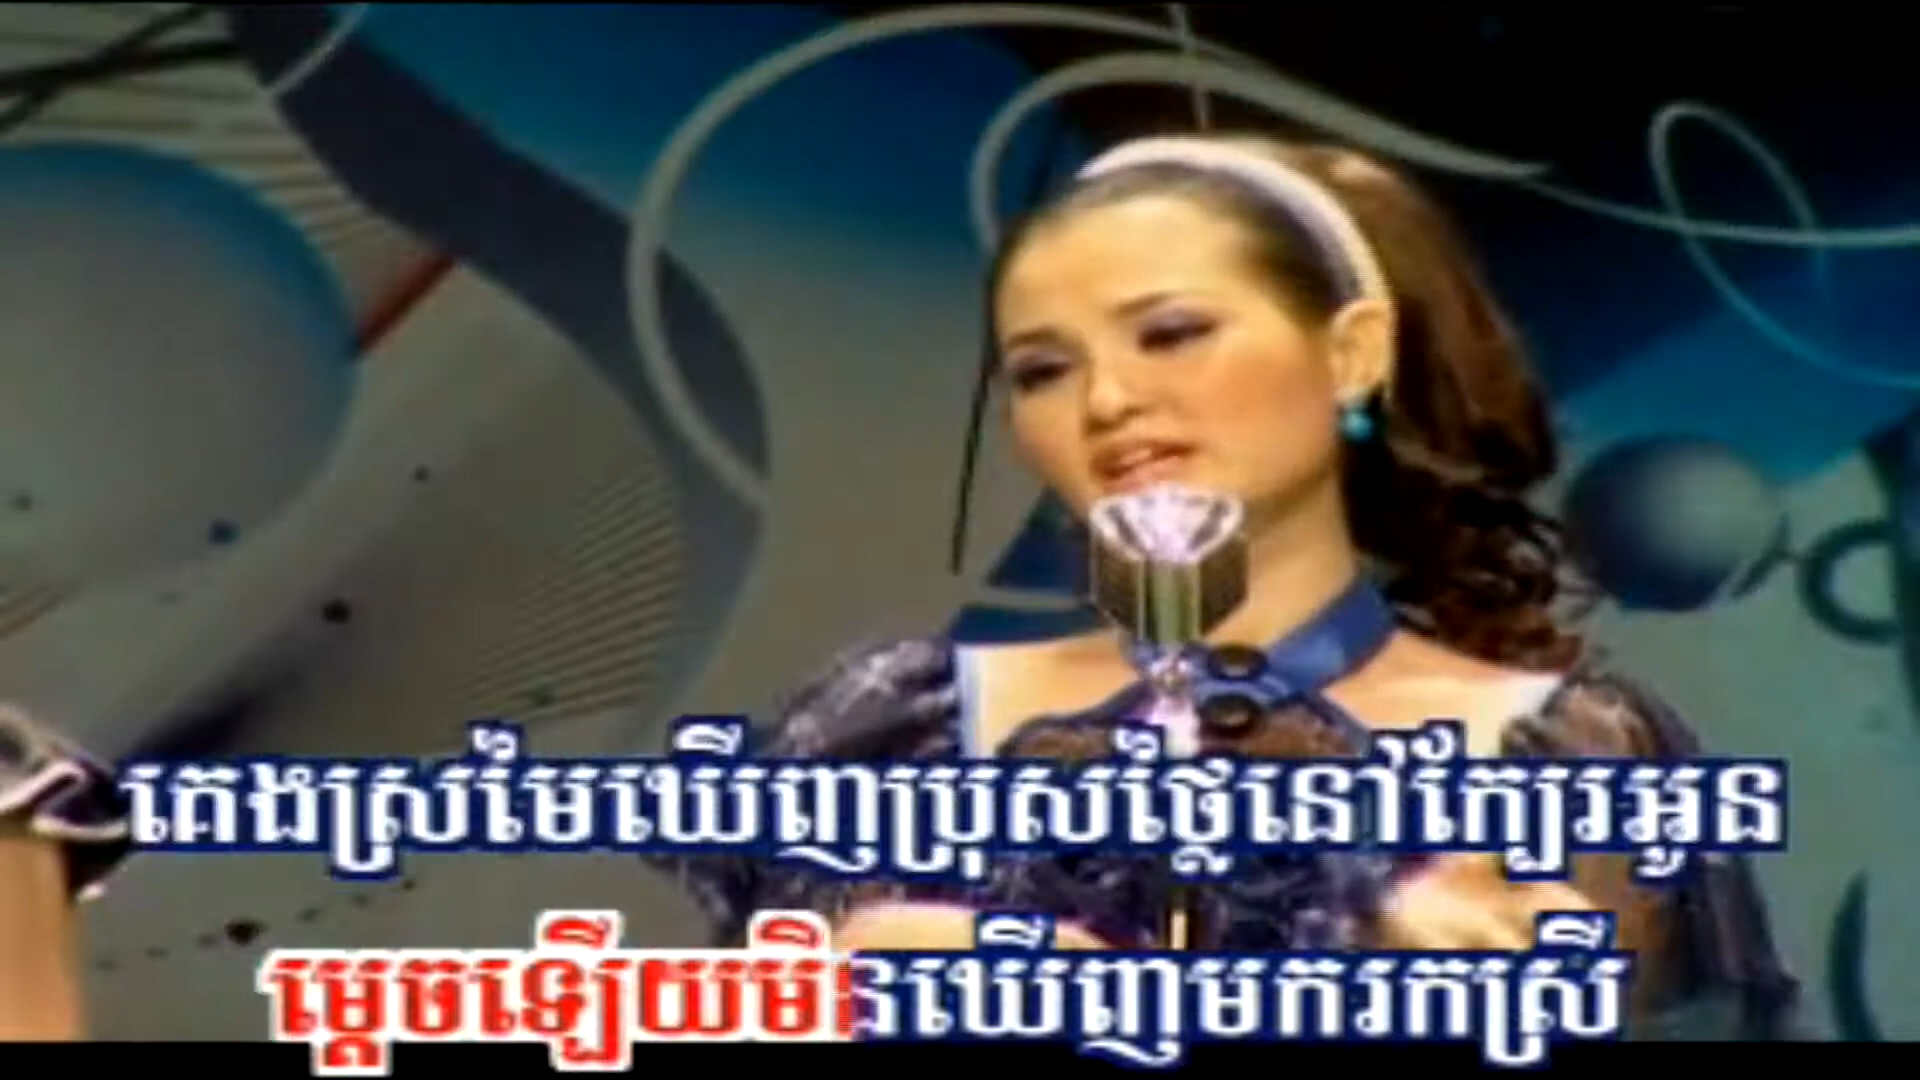 គេងស្រមៃឃើញប្រុសថ្លៃនៅក្បែរអូន
ម្ដេចឡើយមិនឃើញមករកស្រី